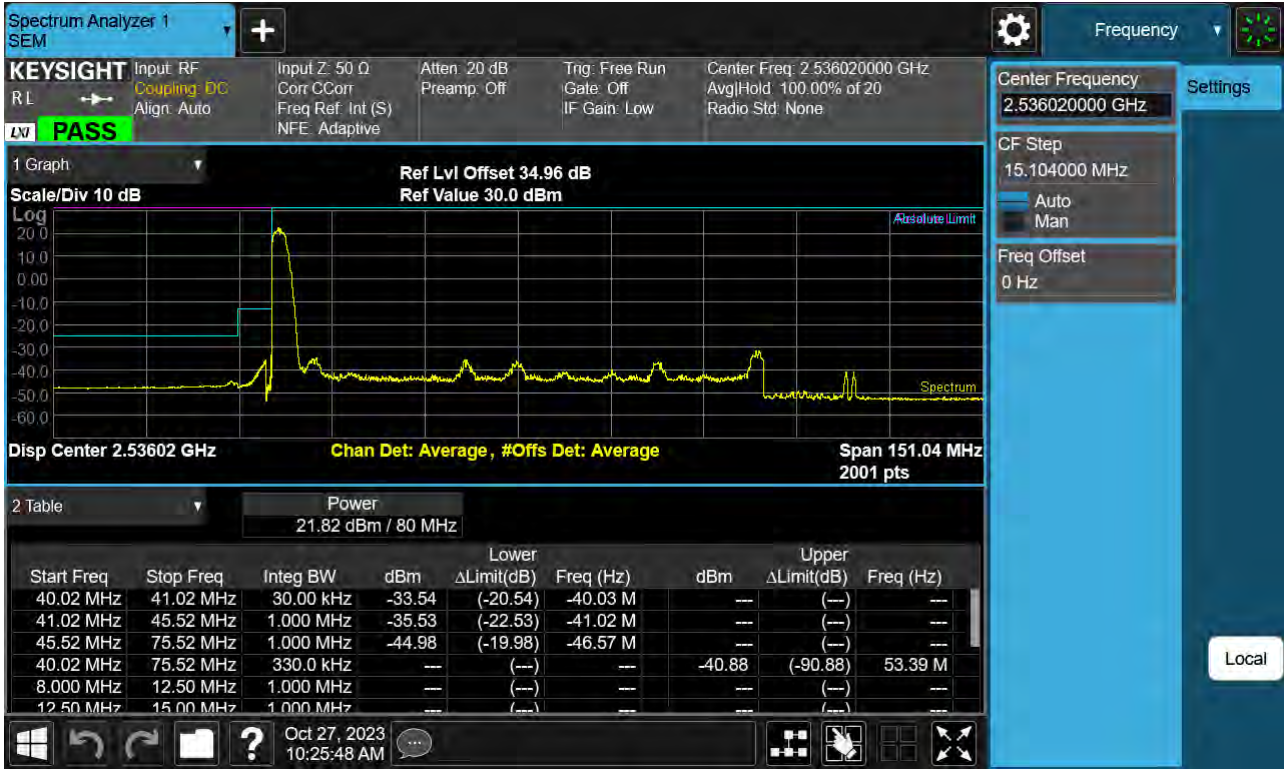 Spectrum Analyzer 1
SEM
Frequency
KEYSIGHT
R L
LXI
PASS
Input: RF
Coupling: DC
Align: Auto
Input Z: 50 Ω
Corr CCorr
Freq Ref: Int (S)
NFE: Adaptive
Atten: 20 dB
Preamp: Off
Trig: Free Run
Gate: Off
IF Gain: Low
Center Freq: 2.536020000 GHz
Avg|Hold: 100.00% of 20
Radio Std: None
Center Frequency
2.536020000 GHz
Settings
CF Step
15.104000 MHz
Auto
Man
Freq Offset
0 Hz
Local
1 Graph
Scale/Div 10 dB
Ref Lvl Offset 34.96 dB
Ref Value 30.0 dBm
Log
20.0
10.0
0.00
-10.0
-20.0
-30.0
-40.0
-50.0
-60.0
Absolute Limit
Spectrum
Disp Center 2.53602 GHz
Chan Det: Average, #Offs Det: Average
Span 151.04 MHz
2001 pts
2 Table
Power
21.82 dBm / 80 MHz
Lower Upper
Start Freq Stop Freq Integ BW dBm ΔLimit(dB) Freq (Hz) dBm ΔLimit(dB) Freq (Hz)
40.02 MHz 41.02 MHz 30.00 kHz -33.54 (-20.54) -40.03 M --- (---) ---
41.02 MHz 45.52 MHz 1.000 MHz -35.53 (-22.53) -41.02 M --- (---) ---
45.52 MHz 75.52 MHz 1.000 MHz -44.98 (-19.98) -46.57 M --- (---) ---
40.02 MHz 75.52 MHz 330.0 kHz --- (---) --- -40.88 (-90.88) 53.39 M
8.000 MHz 12.50 MHz 1.000 MHz --- (---) --- --- (---) ---
12.50 MHz 15.00 MHz 1.000 MHz --- (---) --- --- (---) ---
Oct 27, 2023
10:25:48 AM